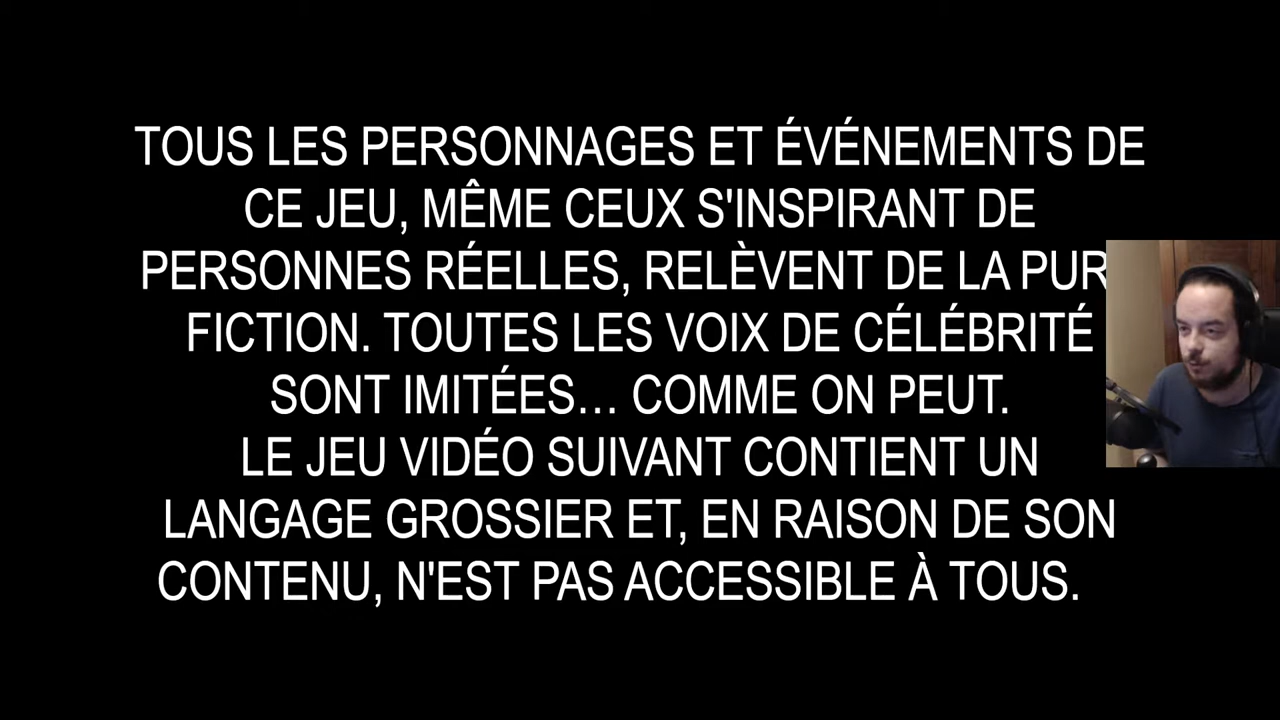 TOUS LES PERSONNAGES ET ÉVÉNEMENTS DE
CE JEU, MÊME CEUX S'INSPIRANT DE
PERSONNES RÉELLES, RELÈVENT DE LA PUR
FICTION. TOUTES LES VOIX DE CÉLÉBRITÉ
SONT IMITÉES... COMME ON PEUT.
LE JEU VIDÉO SUIVANT CONTIENT UN
LANGAGE GROSSIER ET, EN RAISON DE SON
CONTENU, N'EST PAS ACCESSIBLE À TOUS.